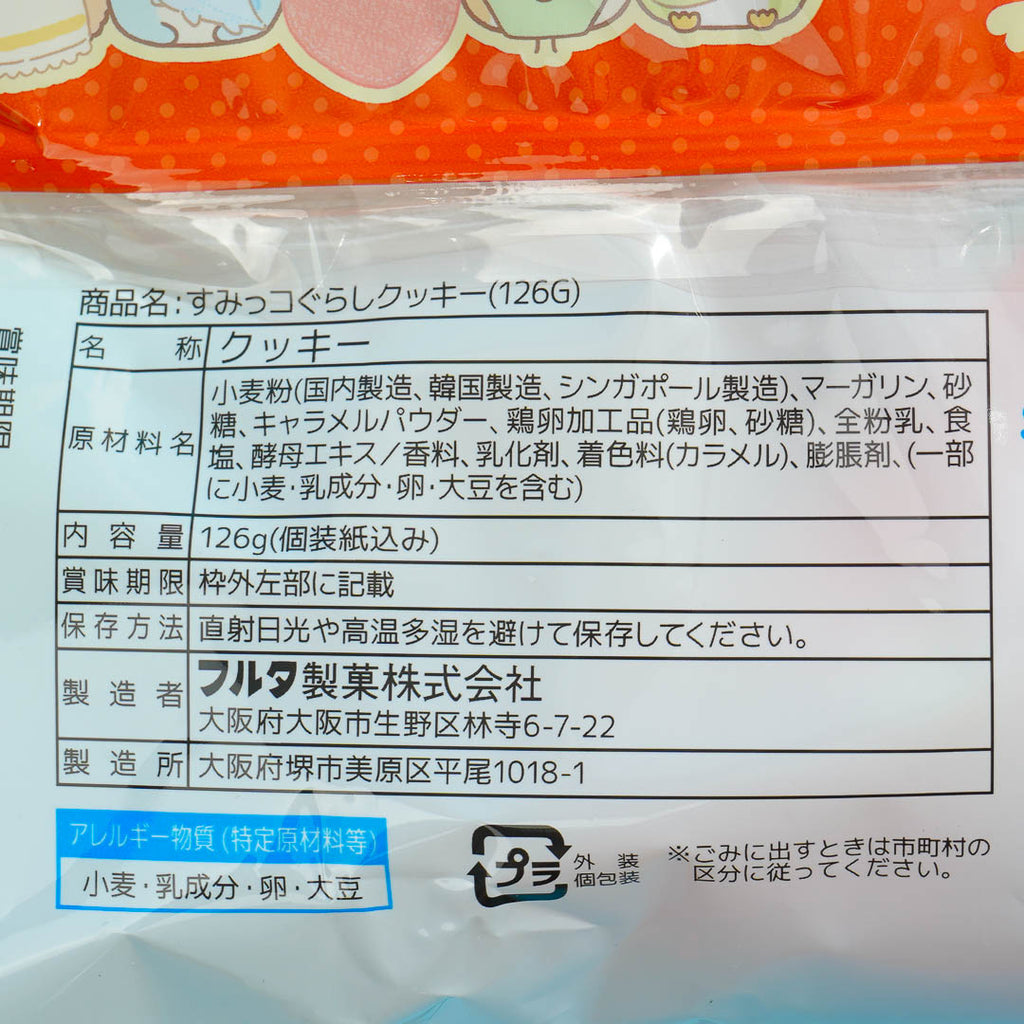 商品名:すみっコぐらしクッキー(126G)
名 称 クッキー
原材料名 小麦粉(国内製造、韓国製造、シンガポール製造)、マーガリン、砂
糖、キャラメルパウダー、鶏卵加工品(鶏卵、砂糖)、全粉乳、食
塩、酵母エキス/香料、乳化剤、着色料(カラメル)、膨脹剤、(一部
に小麦・乳成分・卵・大豆を含む)
内容量 126g(個装紙込み)
賞味期限 枠外左部に記載
保存方法 直射日光や高温多湿を避けて保存してください。
製造者 フルタ製菓株式会社
大阪府大阪市生野区林寺6-7-22
製造所 大阪府堺市美原区平尾1018-1
賞味期限
アレルギー物質(特定原材料等)
小麦・乳成分・卵・大豆
プラ
外装
個包装
※ごみに出すときは市町村の
区分に従ってください。